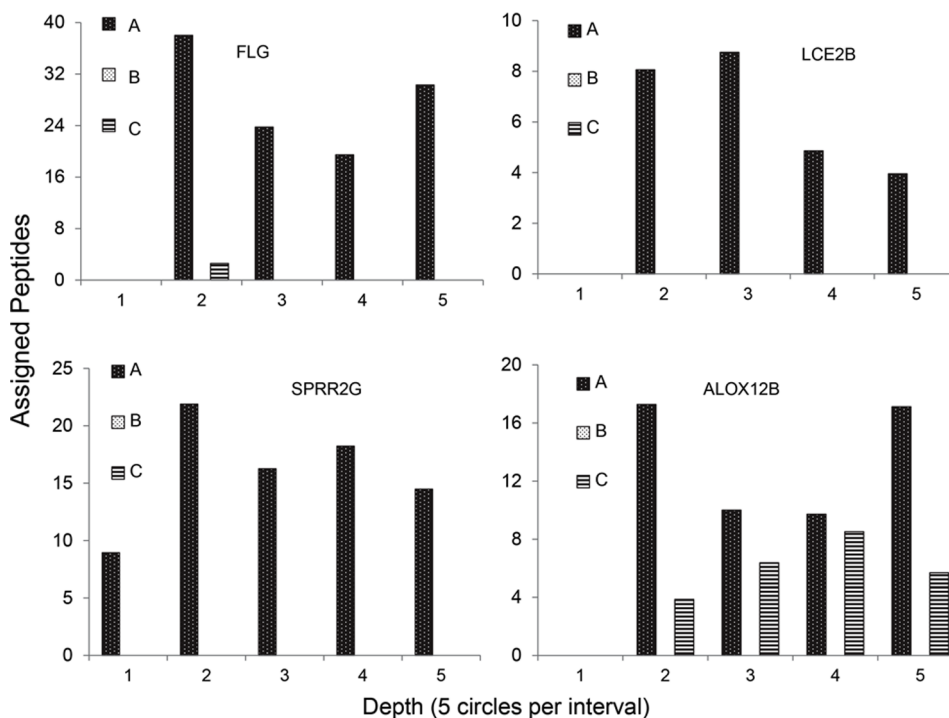 Assigned Peptides
FLG
A
B
C
40
32
24
16
8
0
1 2 3 4 5
LCE2B
A
B
C
10
8
6
4
2
0
1 2 3 4 5
SPRR2G
A
B
C
25
20
15
10
5
0
1 2 3 4 5
ALOX12B
A
B
C
20
16
12
8
4
0
1 2 3 4 5
Depth (5 circles per interval)